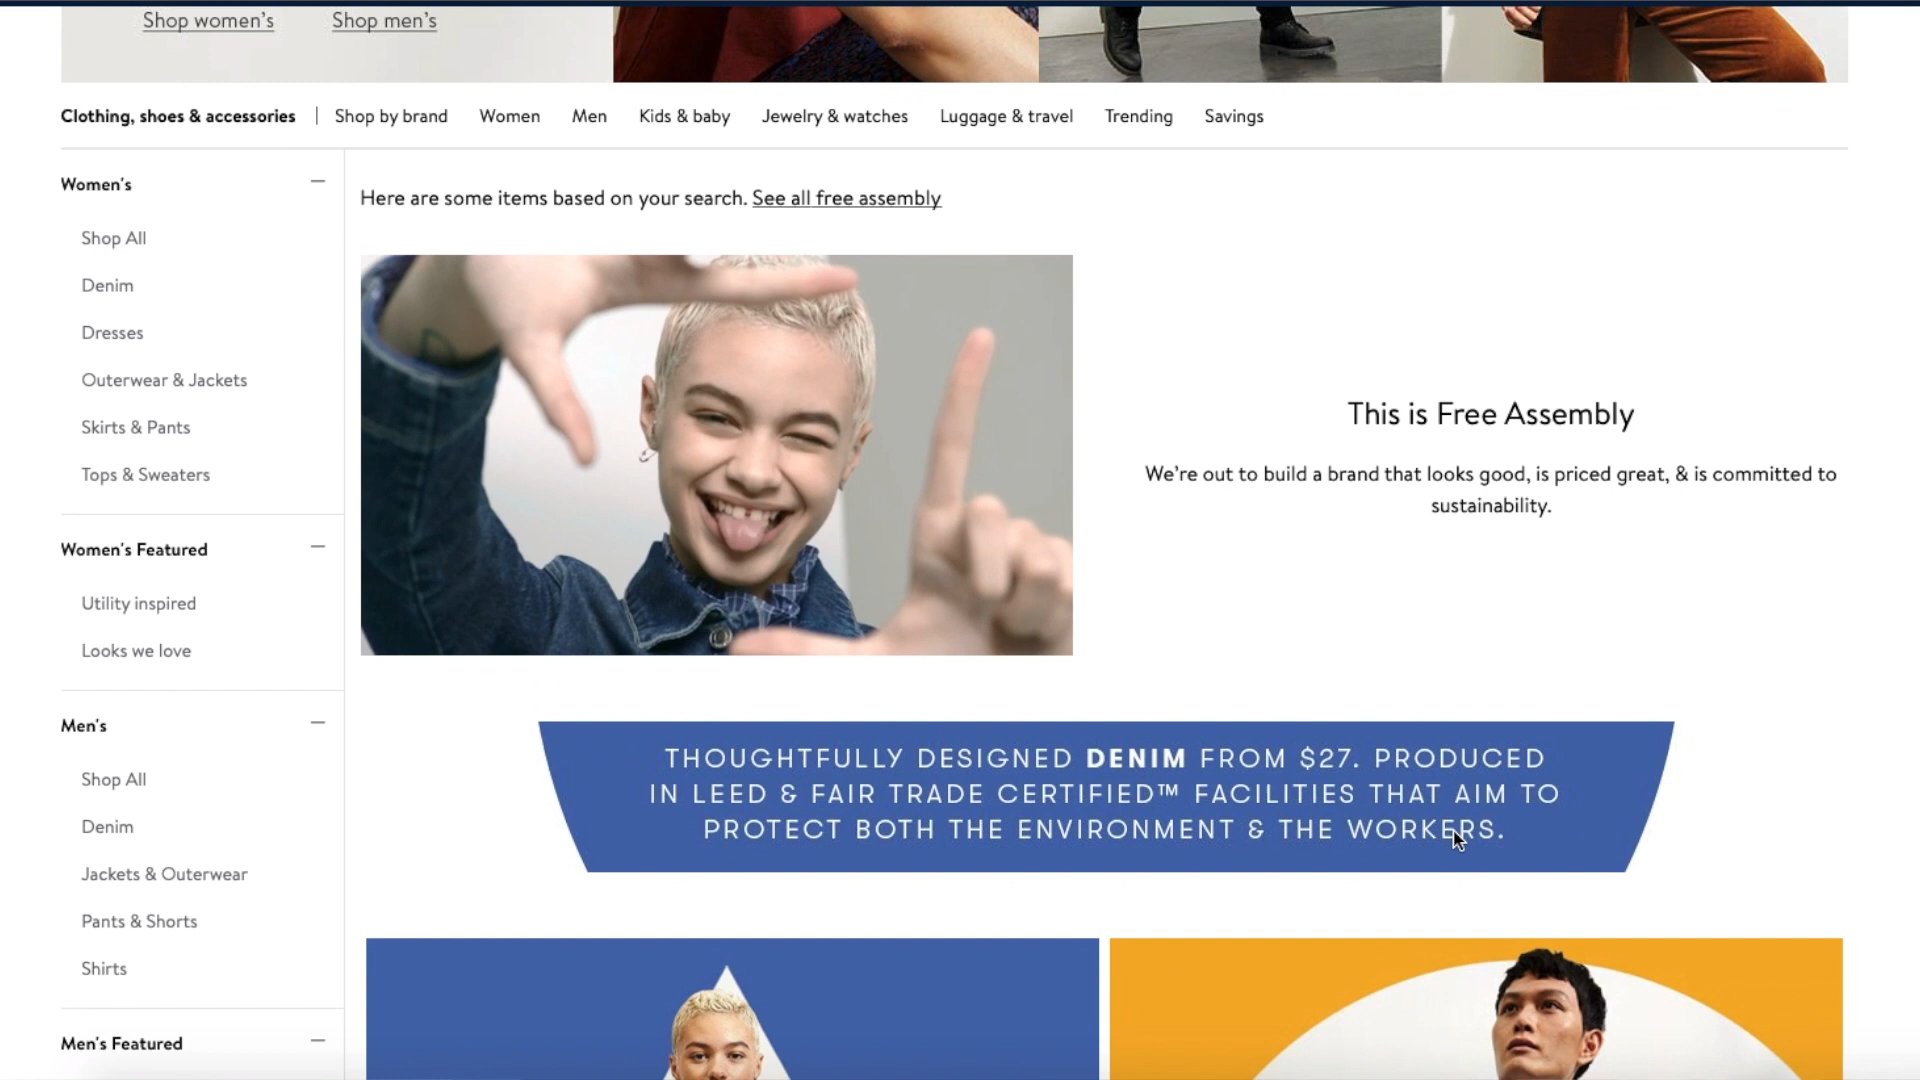 Shop women’s Shop men’s
Clothing, shoes & accessories | Shop by brand Women Men Kids & baby Jewelry & watches Luggage & travel Trending Savings
Women's
Shop All
Denim
Dresses
Outerwear & Jackets
Skirts & Pants
Tops & Sweaters
Women's Featured
Utility inspired
Looks we love
Men's
Shop All
Denim
Jackets & Outerwear
Pants & Shorts
Shirts
Men's Featured
Here are some items based on your search. See all free assembly
This is Free Assembly
We’re out to build a brand that looks good, is priced great, & is committed to
sustainability.
THOUGHTFULLY DESIGNED DENIM FROM $27. PRODUCED
IN LEED & FAIR TRADE CERTIFIED™ FACILITIES THAT AIM TO
PROTECT BOTH THE ENVIRONMENT & THE WORKERS.